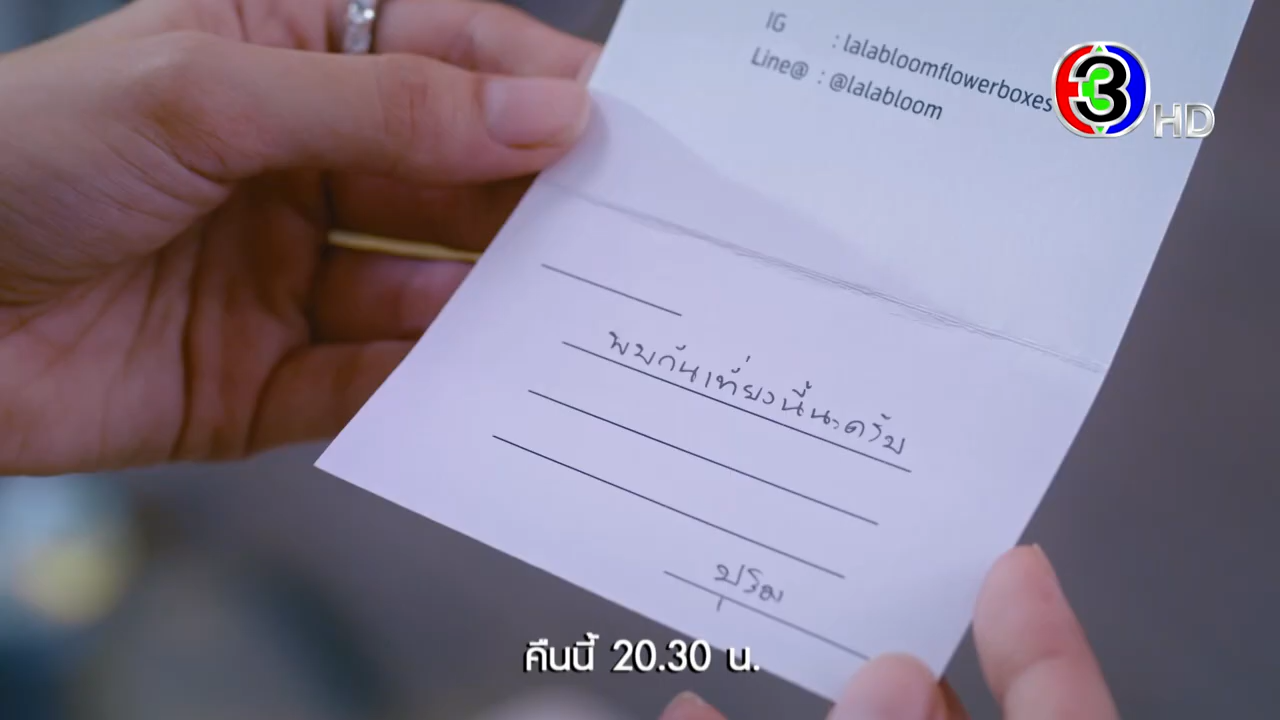 IG : lalabloomflowerboxes
Line@ : @lalabloom
3 HD
พบกันเที่ยงนี้นะครับ
ปุริม
คืนนี้ 20.30 น.